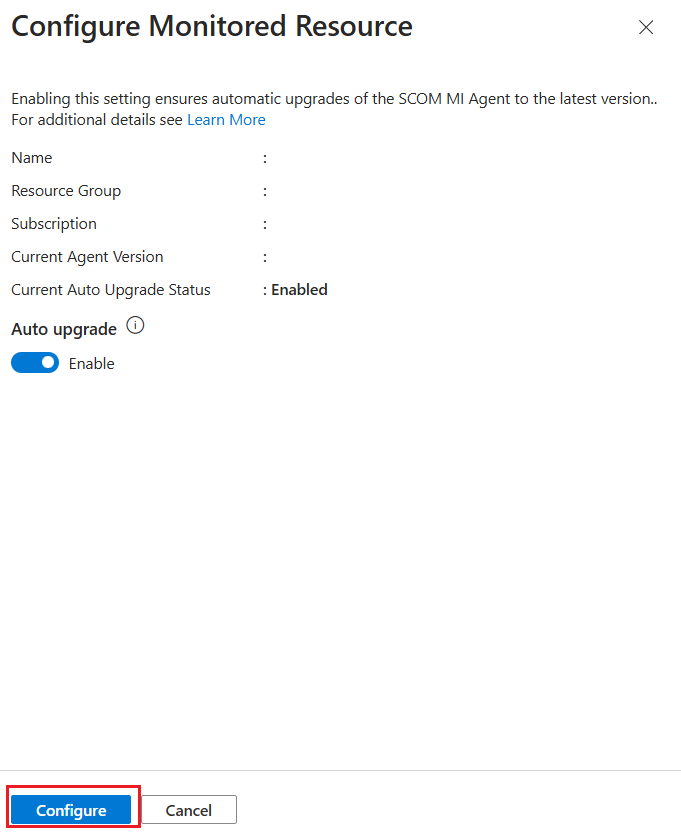 Configure Monitored Resource
Enabling this setting ensures automatic upgrades of the SCOM MI Agent to the latest version..
For additional details see Learn More
Name :
Resource Group :
Subscription :
Current Agent Version :
Current Auto Upgrade Status : Enabled
Auto upgrade
Enable
Configure Cancel